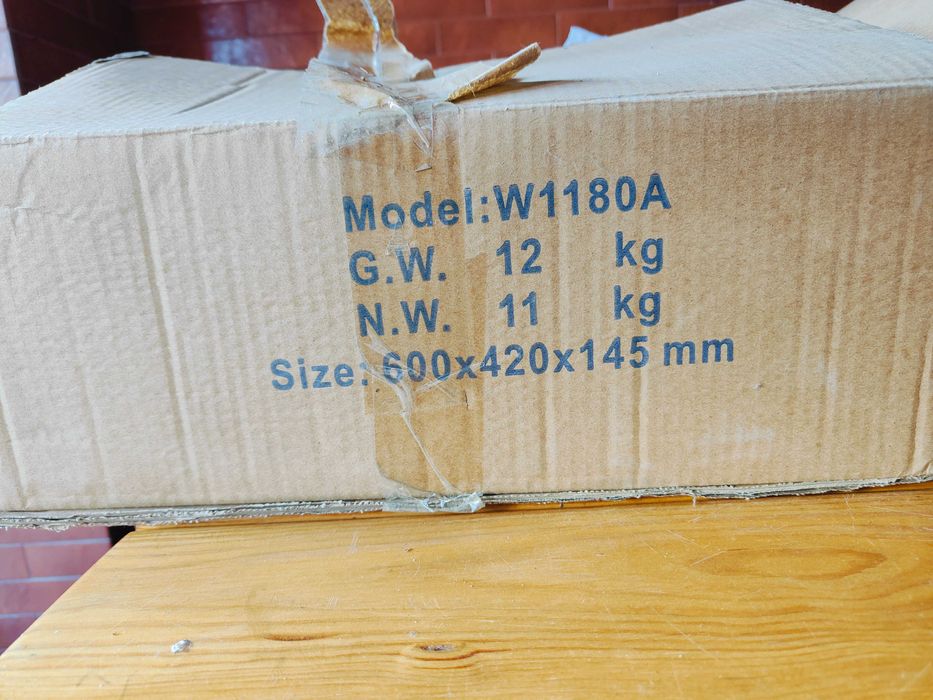 Model:W1180A
G.W. 12 kg
N.W. 11 kg
Size: 600x420x145 mm